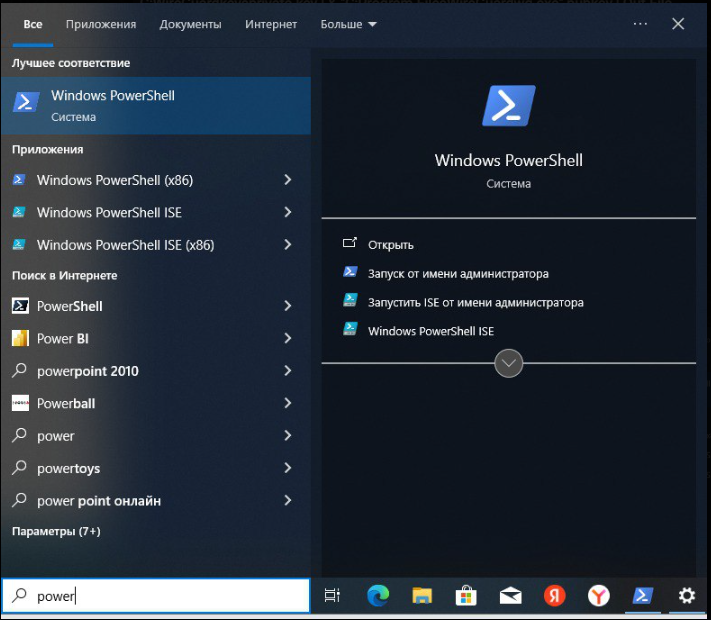 Все Приложения Документы Интернет Больше
Лучшее соответствие
Windows PowerShell
Система
Приложения
Windows PowerShell (x86)
Windows PowerShell ISE
Windows PowerShell ISE (x86)
Поиск в Интернете
PowerShell
Power BI
powerpoint 2010
Powerball
power
powertoys
power point онлайн
Параметры (7+)
Windows PowerShell
Система
Открыть
Запуск от имени администратора
Запустить ISE от имени администратора
Windows PowerShell ISE
power
Я
Y